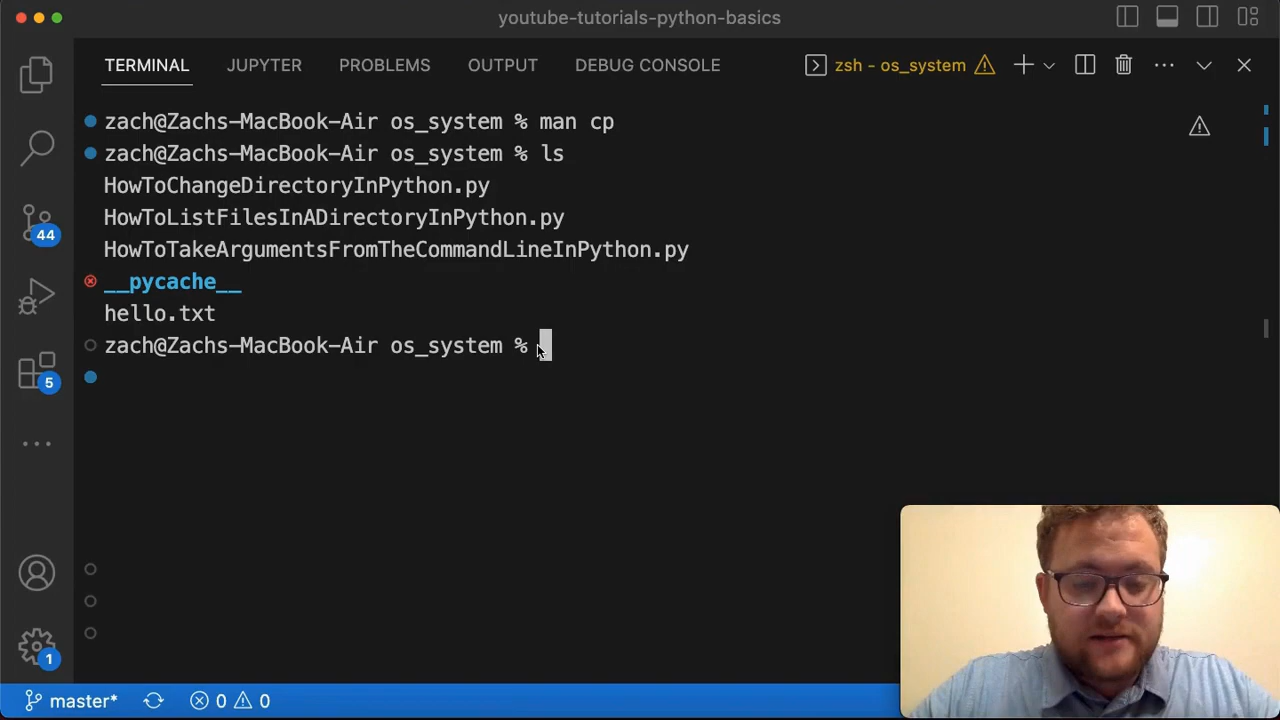 youtube-tutorials-python-basics
TERMINAL JUPYTER PROBLEMS OUTPUT DEBUG CONSOLE zsh - os_system
zach@Zachs-MacBook-Air os_system % man cp
zach@Zachs-MacBook-Air os_system % ls
HowToChangeDirectoryInPython.py
HowToListFilesInADirectoryInPython.py
HowToTakeArgumentsFromTheCommandLineInPython.py
__pycache__
hello.txt
zach@Zachs-MacBook-Air os_system %
44
5
1
master* 0 0